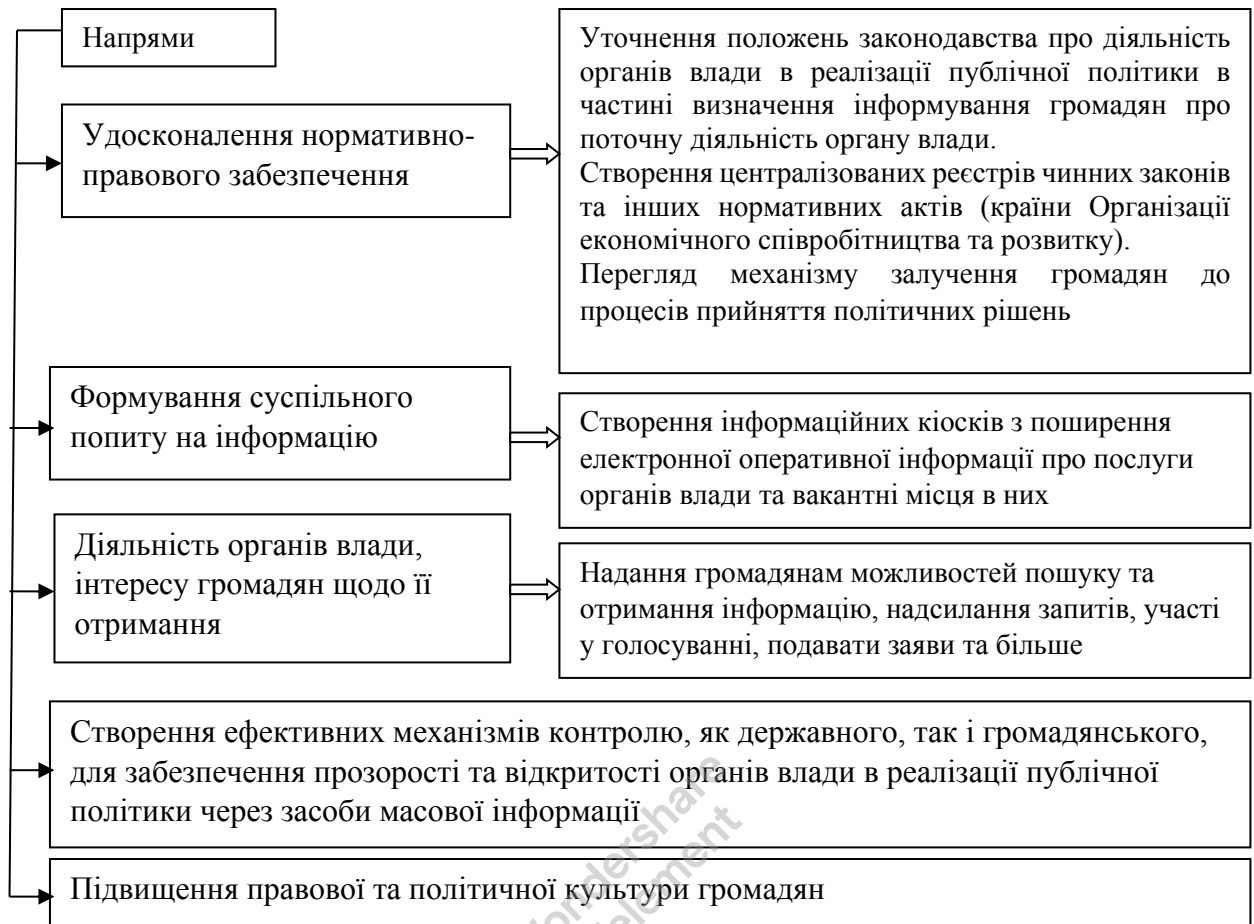 Напрями
Удосконалення нормативно-
правового забезпечення
Уточнення положень законодавства про діяльність
органів влади в реалізації публічної політики в
частині визначення інформування громадян про
поточну діяльність органу влади.
Створення централізованих реєстрів чинних законів
та інших нормативних актів (країни Організації
економічного співробітництва та розвитку).
Перегляд механізму залучення громадян до
процесів прийняття політичних рішень
Формування суспільного
попиту на інформацію
Створення інформаційних кіосків з поширення
електронної оперативної інформації про послуги
органів влади та вакантні місця в них
Діяльність органів влади,
інтересу громадян щодо її
отримання
Надання громадянам можливостей пошуку та
отримання інформацію, надсилання запитів, участі
у голосуванні, подавати заяви та більше
Створення ефективних механізмів контролю, як державного, так і громадянського,
для забезпечення прозорості та відкритості органів влади в реалізації публічної
політики через засоби масової інформації
Підвищення правової та політичної культури громадян